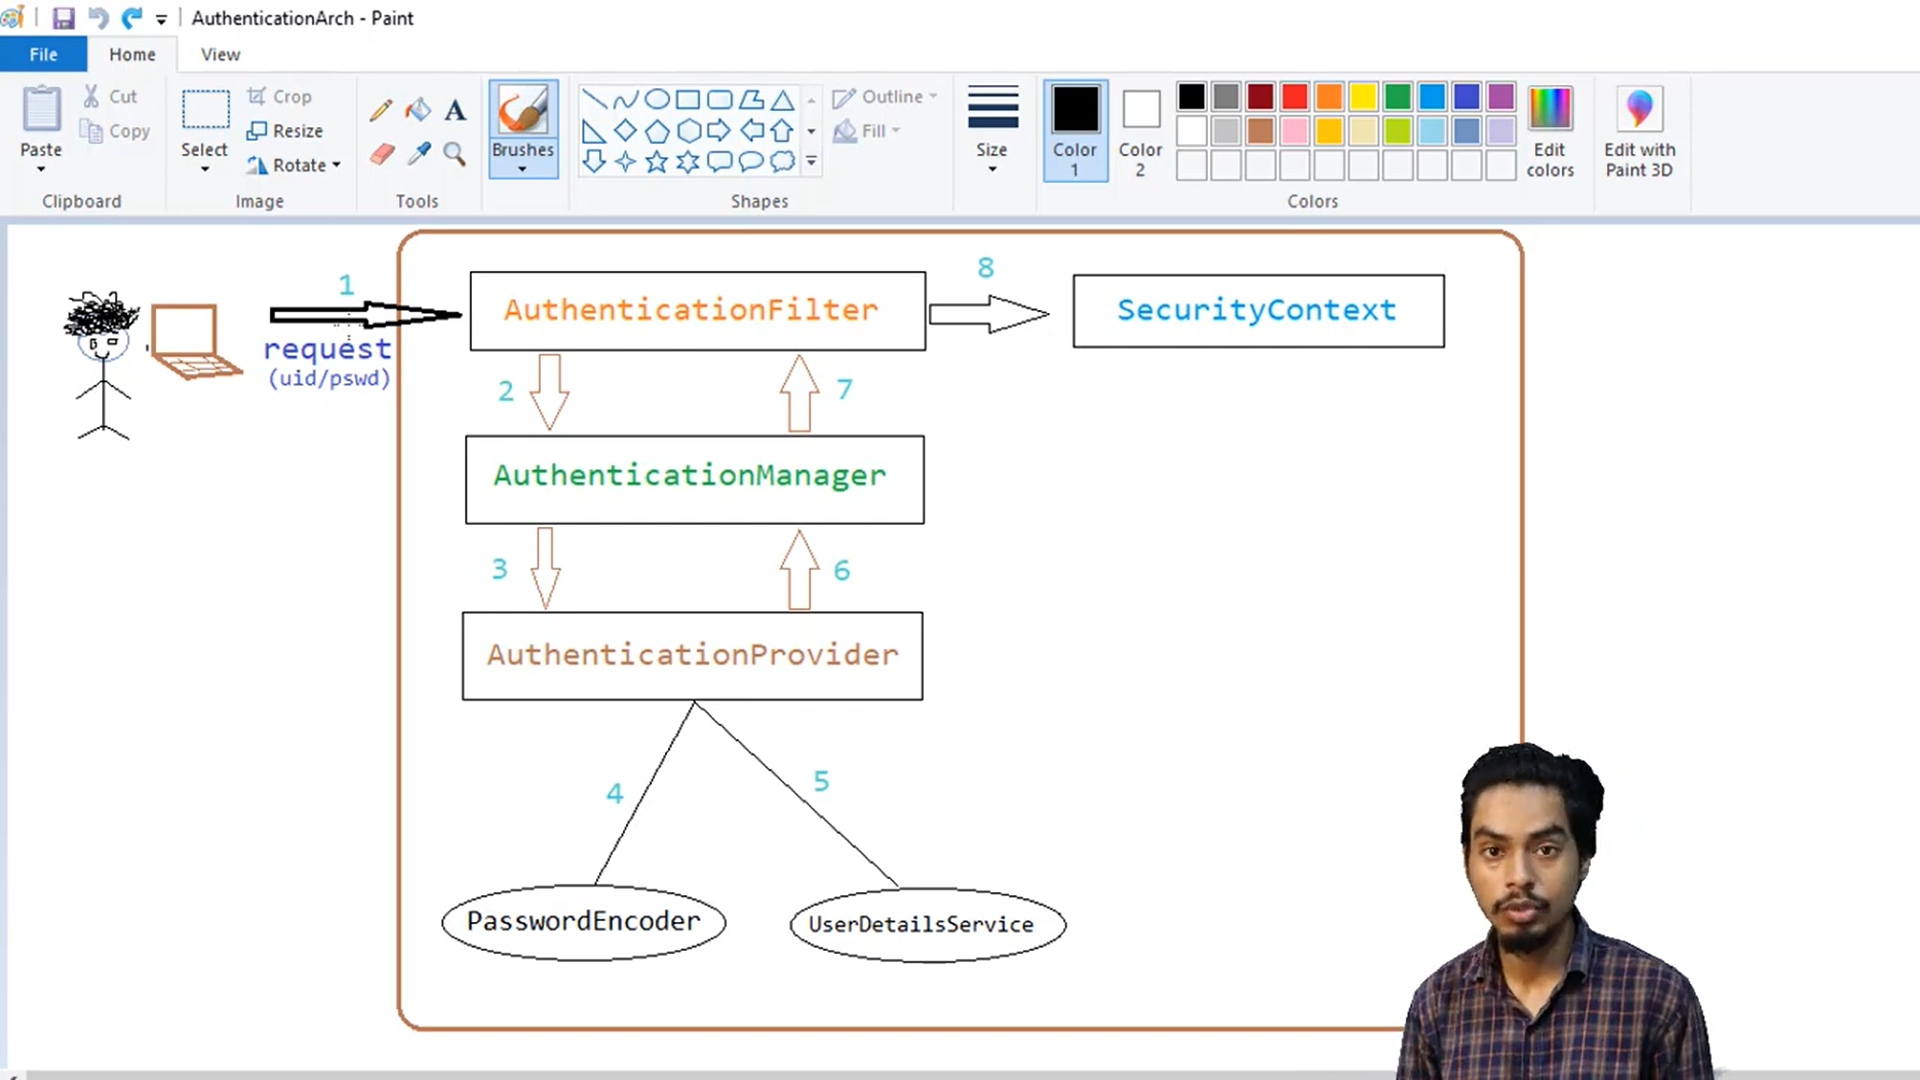 AuthenticationArch - Paint
File Home View
Paste
Cut
Copy
Clipboard
Select
Crop
Resize
Rotate
Image
A
Tools
Brushes
Shapes
Outline
Fill
Size
Color 1
Color 2
Colors
Edit colors
Edit with Paint 3D
1
request
(uid/pswd)
AuthenticationFilter
8
SecurityContext
2
7
AuthenticationManager
3
6
AuthenticationProvider
4
5
PasswordEncoder
UserDetailsService